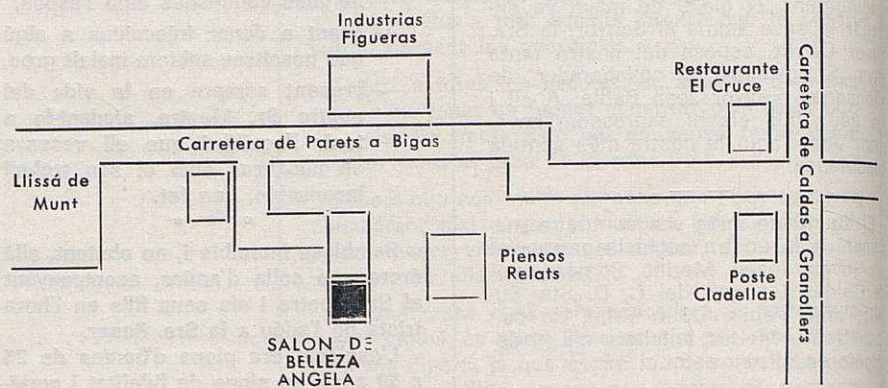 Industrias
Figueras
Restaurante
El Cruce
Carretera de Caldas a Granollers
Carretera de Parets a Bigas
Llissá de
Munt
Piensos
Relats
Poste
Cladellas
SALON DE
BELLEZA
ANGELA